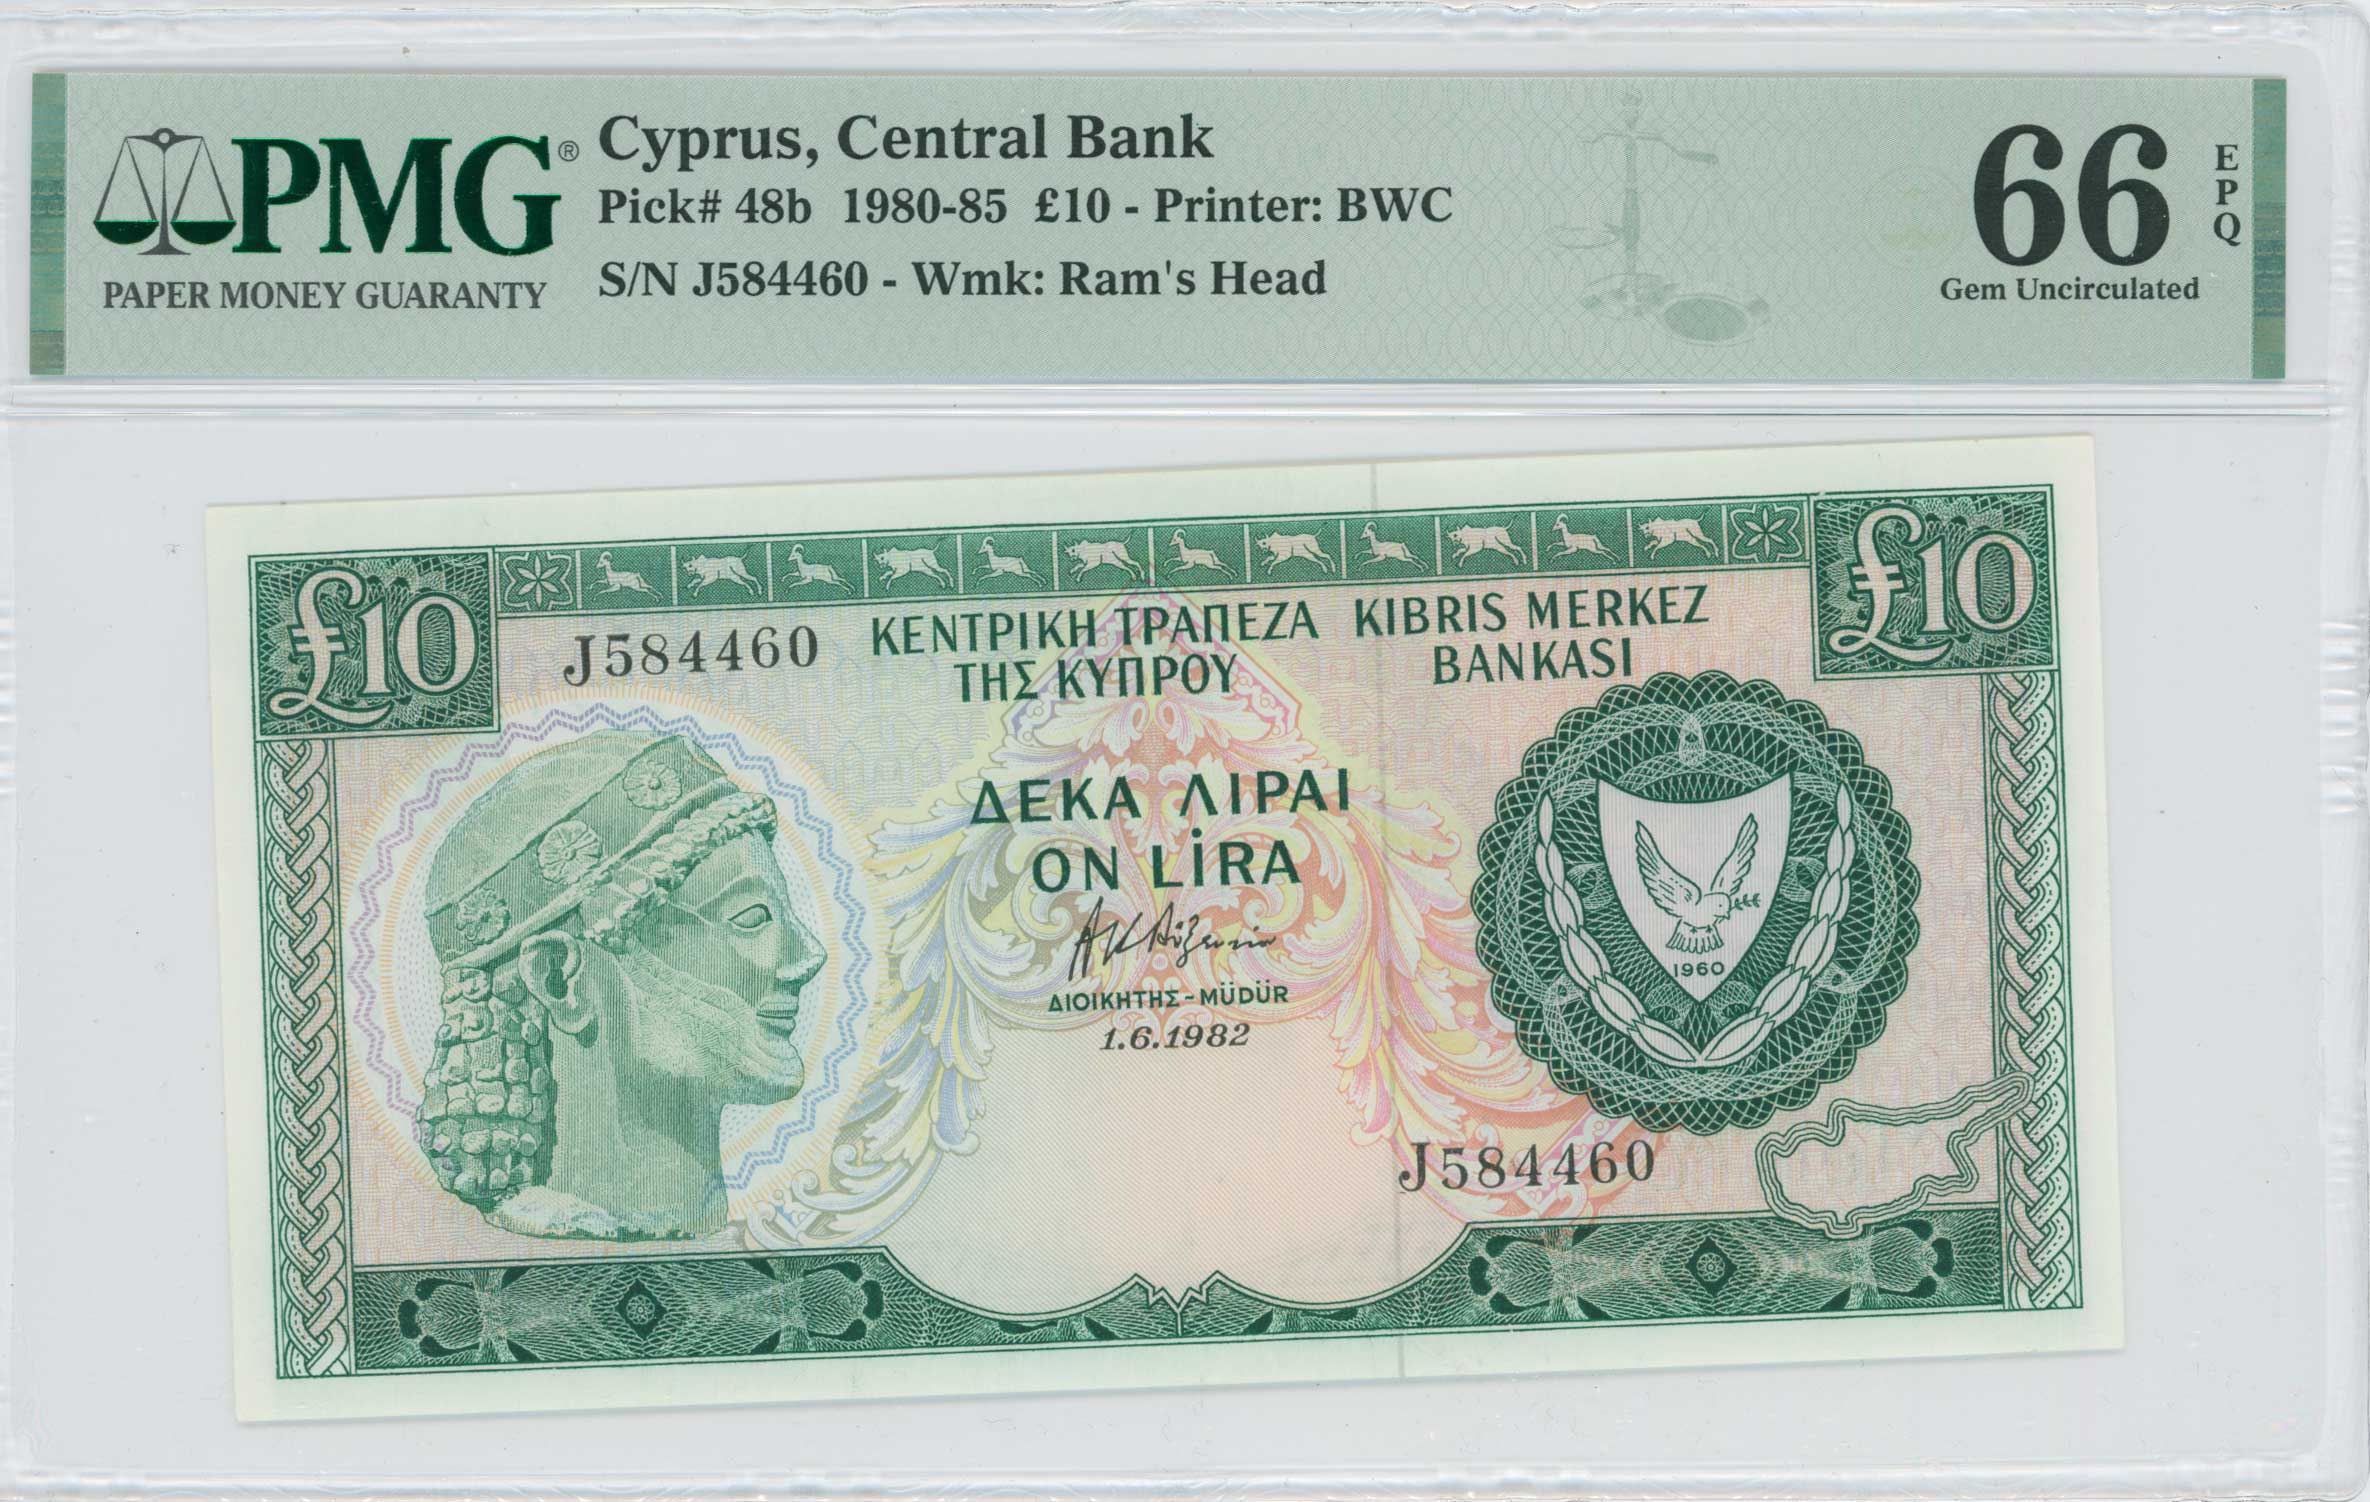 PMG®
PAPER MONEY GUARANTY
Cyprus, Central Bank
Pick# 48b 1980-85 £10 - Printer: BWC
S/N J584460 - Wmk: Ram's Head
66
EPQ
Gem Uncirculated
£10
£10
J584460
ΚΕΝΤΡΙΚΗ ΤΡΑΠΕΖΑ
ΤΗΣ ΚΥΠΡΟΥ
KIBRIS MERKEZ
BANKASI
ΔΕΚΑ ΛΙΡΑΙ
ON LİRA
ΔΙΟΙΚΗΤΗΣ - MÜDÜR
1.6.1982
1960
J584460